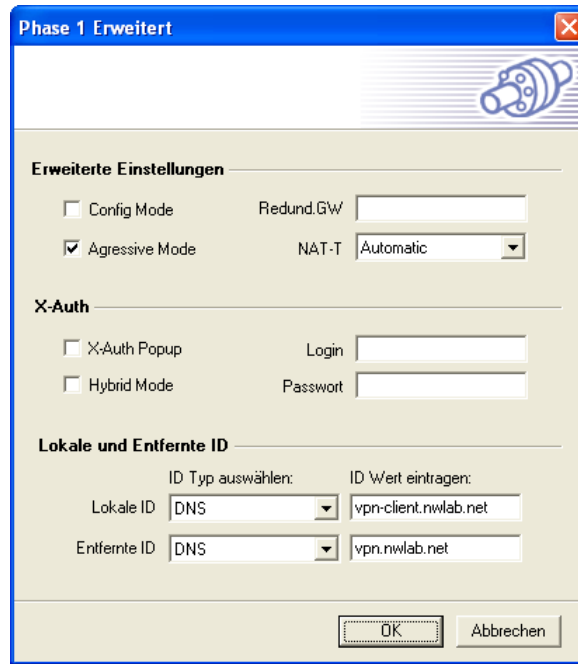 Phase 1 Erweitert
Erweiterte Einstellungen
Config Mode Redund.GW
Agressive Mode NAT-T Automatic
X-Auth
X-Auth Popup Login
Hybrid Mode Passwort
Lokale und Entfernte ID
ID Typ auswählen: ID Wert eintragen:
Lokale ID DNS vpn-client.nwlab.net
Entfernte ID DNS vpn.nwlab.net
OK Abbrechen